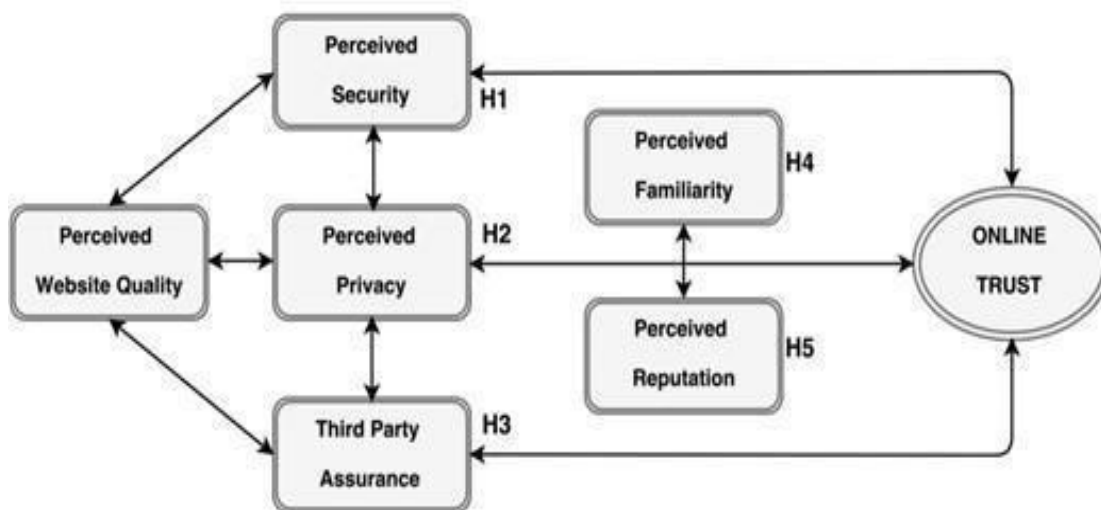 Perceived
Security
H1
Perceived
Familiarity
H4
Perceived
Website Quality
Perceived
Privacy
H2
ONLINE
TRUST
Perceived
Reputation
H5
Third Party
Assurance
H3